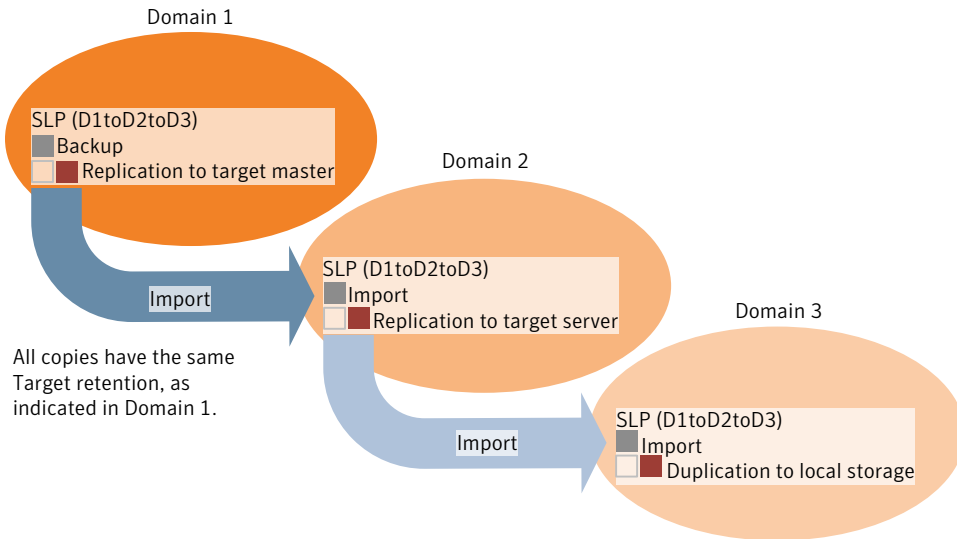 Domain 1
SLP (D1toD2toD3)
Backup
Replication to target master
Import
Domain 2
SLP (D1toD2toD3)
Import
Replication to target server
Import
All copies have the same
Target retention, as
indicated in Domain 1.
Domain 3
SLP (D1toD2toD3)
Import
Duplication to local storage